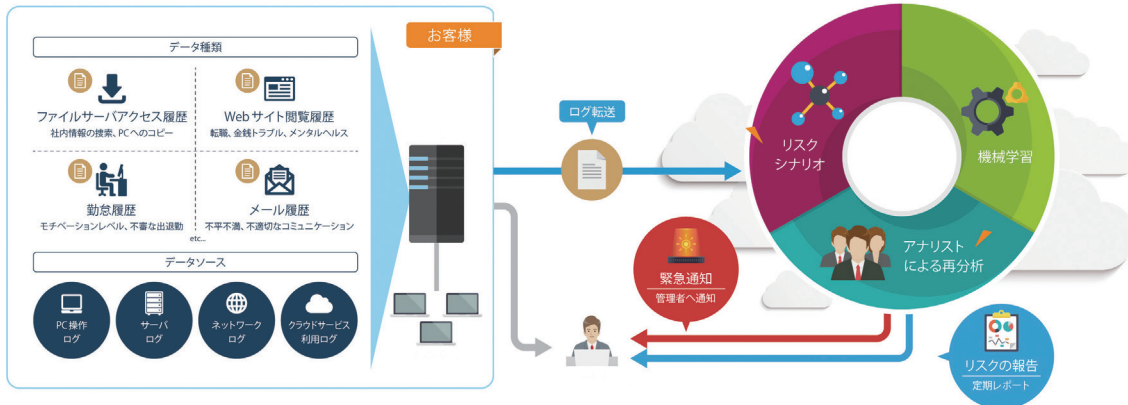 お客様
データ種類
ファイルサーバアクセス履歴
社内情報の捜索、PCへのコピー
Webサイト閲覧履歴
転職、金銭トラブル、メンタルヘルス
勤怠履歴
モチベーションレベル、不審な出退勤
メール履歴
不平不満、不適切なコミュニケーション
etc...
データソース
PC操作
ログ
サーバ
ログ
ネットワーク
ログ
クラウドサービス
利用ログ
ログ転送
リスク
シナリオ
機械学習
アナリスト
による再分析
緊急通知
管理者へ通知
リスクの報告
定期レポート